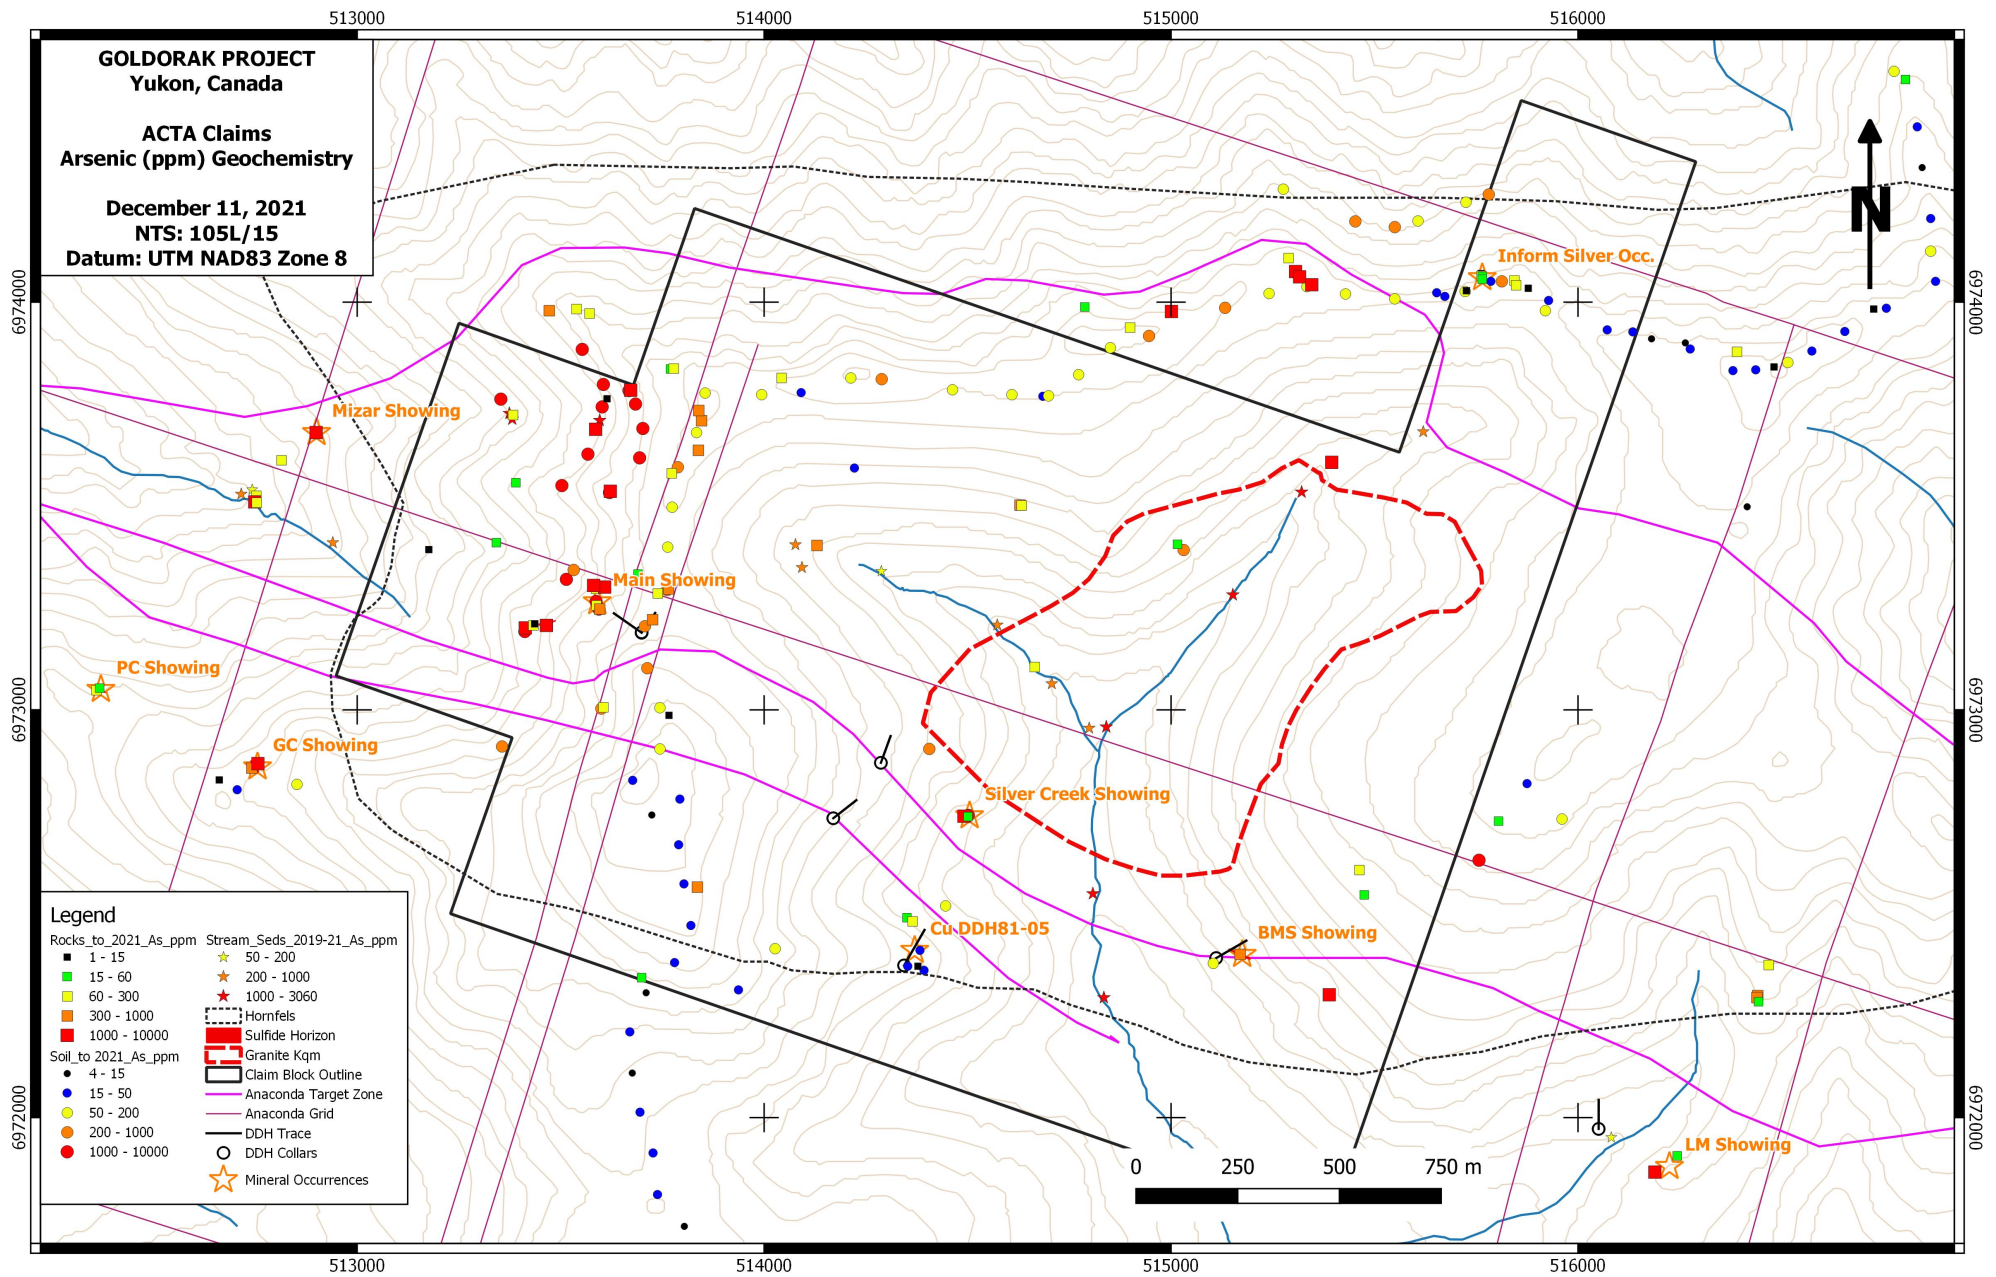 513000
514000
515000
516000
GOLDORAK PROJECT
Yukon, Canada
ACTA Claims
Arsenic (ppm) Geochemistry
December 11, 2021
NTS: 105L/15
Datum: UTM NAD83 Zone 8
N
Inform Silver Occ.
6974000
6974000
Mizar Showing
Main Showing
PC Showing
6973000
6973000
GC Showing
Silver Creek Showing
Cu DDH81-05
BMS Showing
6972000
LM Showing
Legend
Rocks_to_2021_As_ppm
1 - 15
15 - 60
60 - 300
300 - 1000
1000 - 10000
Soil_to 2021_As_ppm
4 - 15
15 - 50
50 - 200
200 - 1000
1000 - 10000
Stream_Seds_2019-21_As_ppm
50 - 200
200 - 1000
1000 - 3060
Hornfels
Sulfide Horizon
Granite Kqm
Claim Block Outline
Anaconda Target Zone
Anaconda Grid
DDH Trace
DDH Collars
Mineral Occurrences
0 250 500 750 m
513000
514000
515000
516000